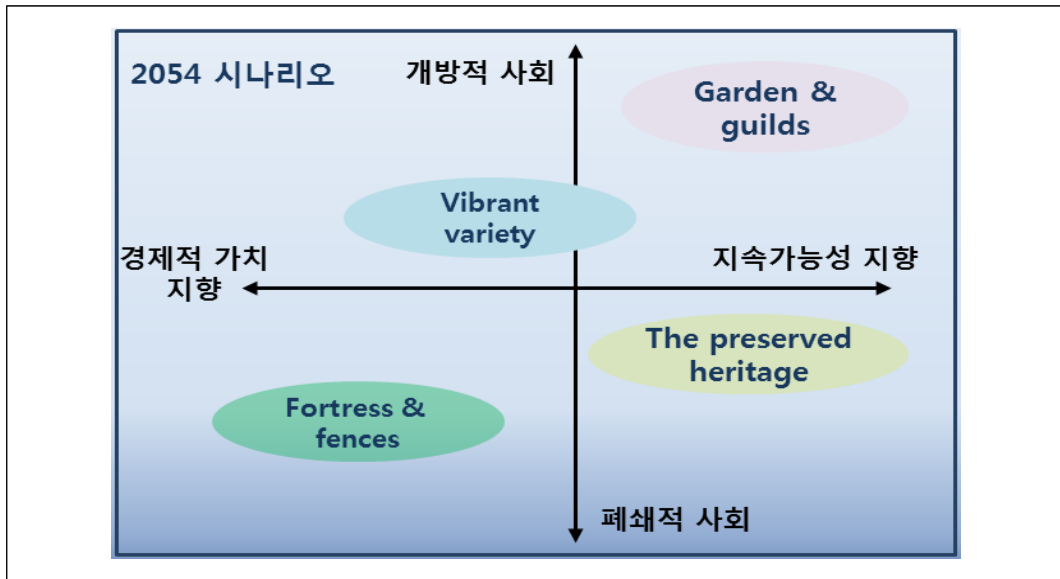 2054 시나리오
개방적 사회
Garden &
guilds
Vibrant
variety
경제적 가치
지향
지속가능성 지향
The preserved
heritage
Fortress &
fences
폐쇄적 사회